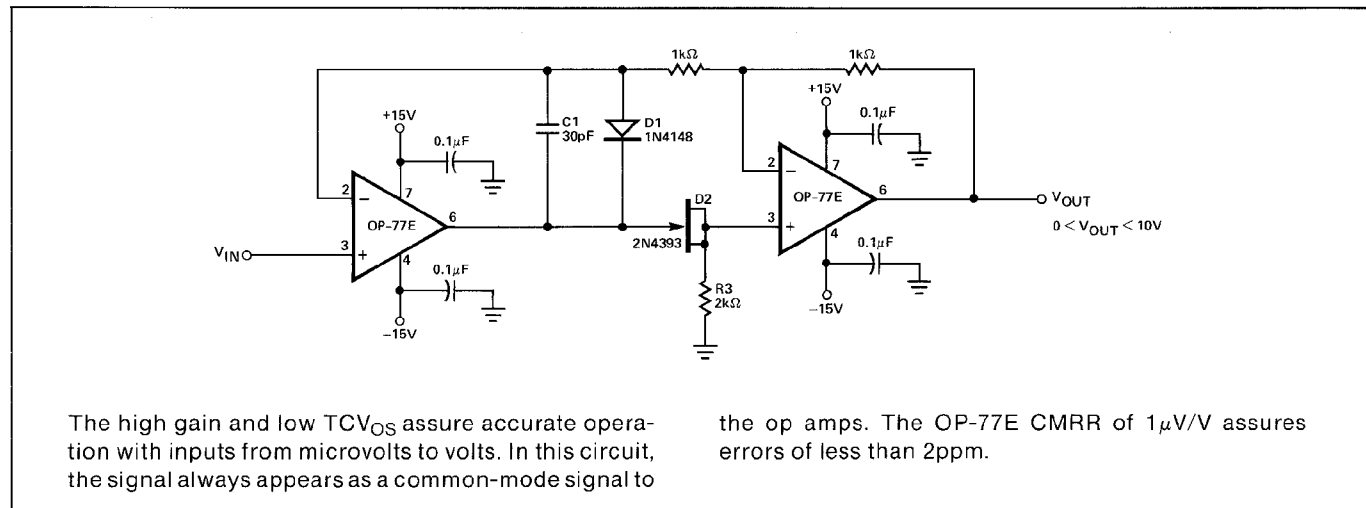 1kΩ
1kΩ
+15V
0.1μF
C1
30pF
D1
1N4148
+15V
0.1μF
2
7
−
OP-77E
6
3
+
4
VIN
0.1μF
−15V
D2
2N4393
R3
2kΩ
2
7
−
OP-77E
6
3
+
4
0.1μF
−15V
VOUT
0 < VOUT < 10V
The high gain and low TCVOS assure accurate opera-
tion with inputs from microvolts to volts. In this circuit,
the signal always appears as a common-mode signal to
the op amps. The OP-77E CMRR of 1μV/V assures
errors of less than 2ppm.